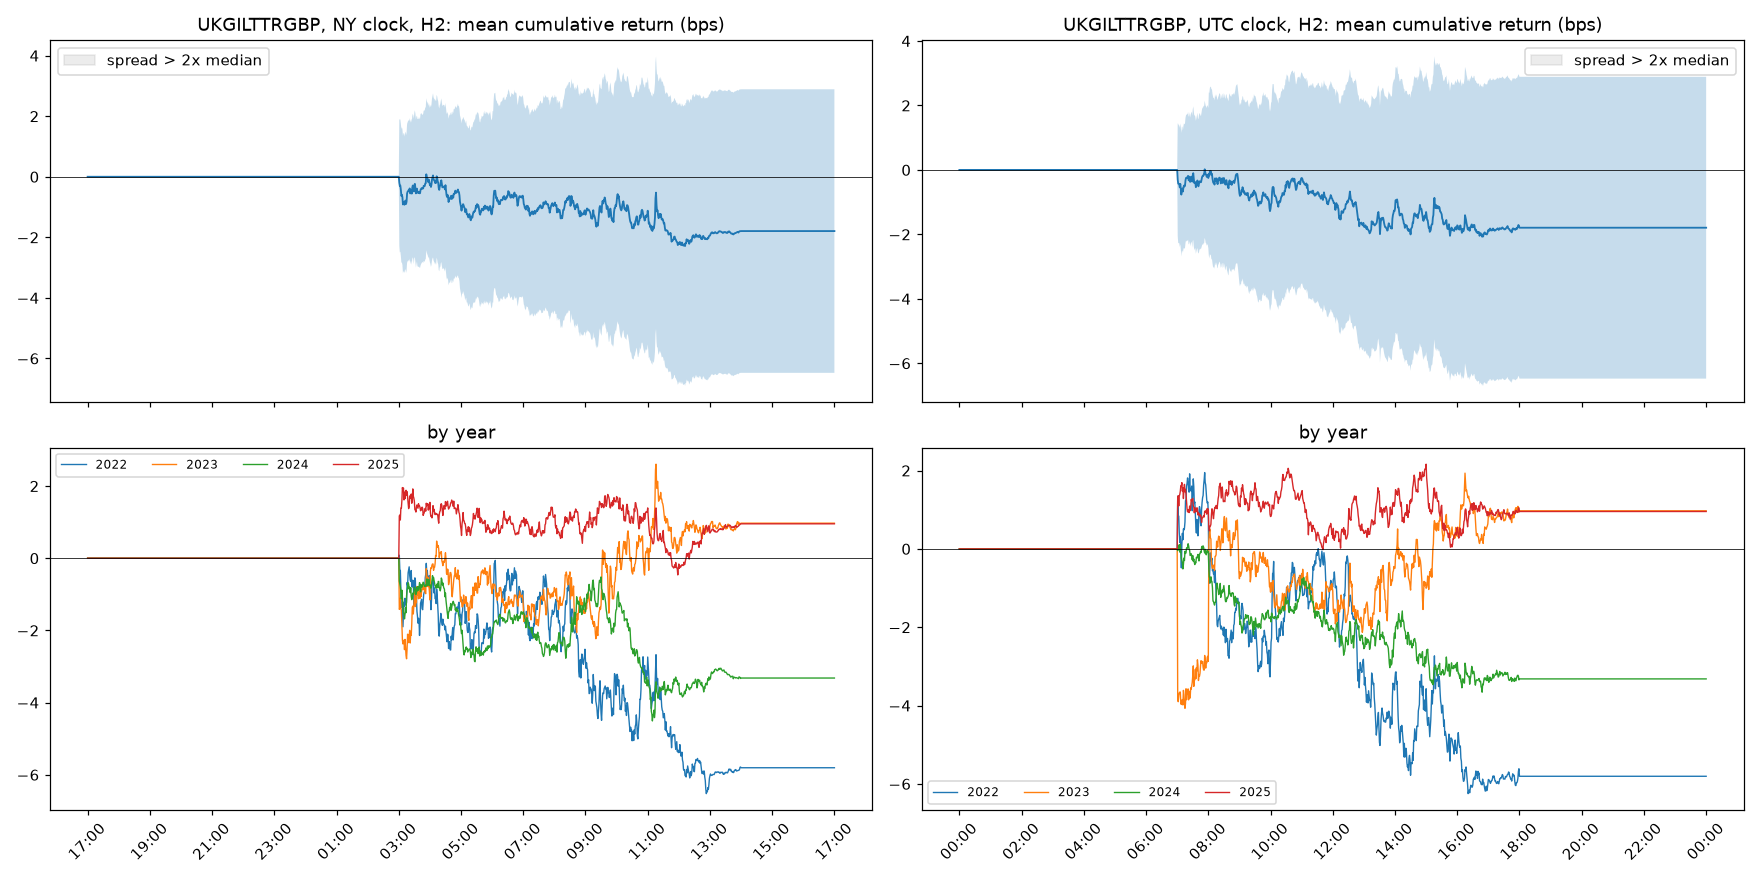 UKGILTTRGBP, NY clock, H2: mean cumulative return (bps)
spread > 2x median
4
2
0
−2
−4
−6
UKGILTTRGBP, UTC clock, H2: mean cumulative return (bps)
spread > 2x median
4
2
0
−2
−4
−6
by year
2022 2023 2024 2025
2
0
−2
−4
−6
17:00 19:00 21:00 23:00 01:00 03:00 05:00 07:00 09:00 11:00 13:00 15:00 17:00
by year
2022 2023 2024 2025
2
0
−2
−4
−6
00:00 02:00 04:00 06:00 08:00 10:00 12:00 14:00 16:00 18:00 20:00 22:00 00:00